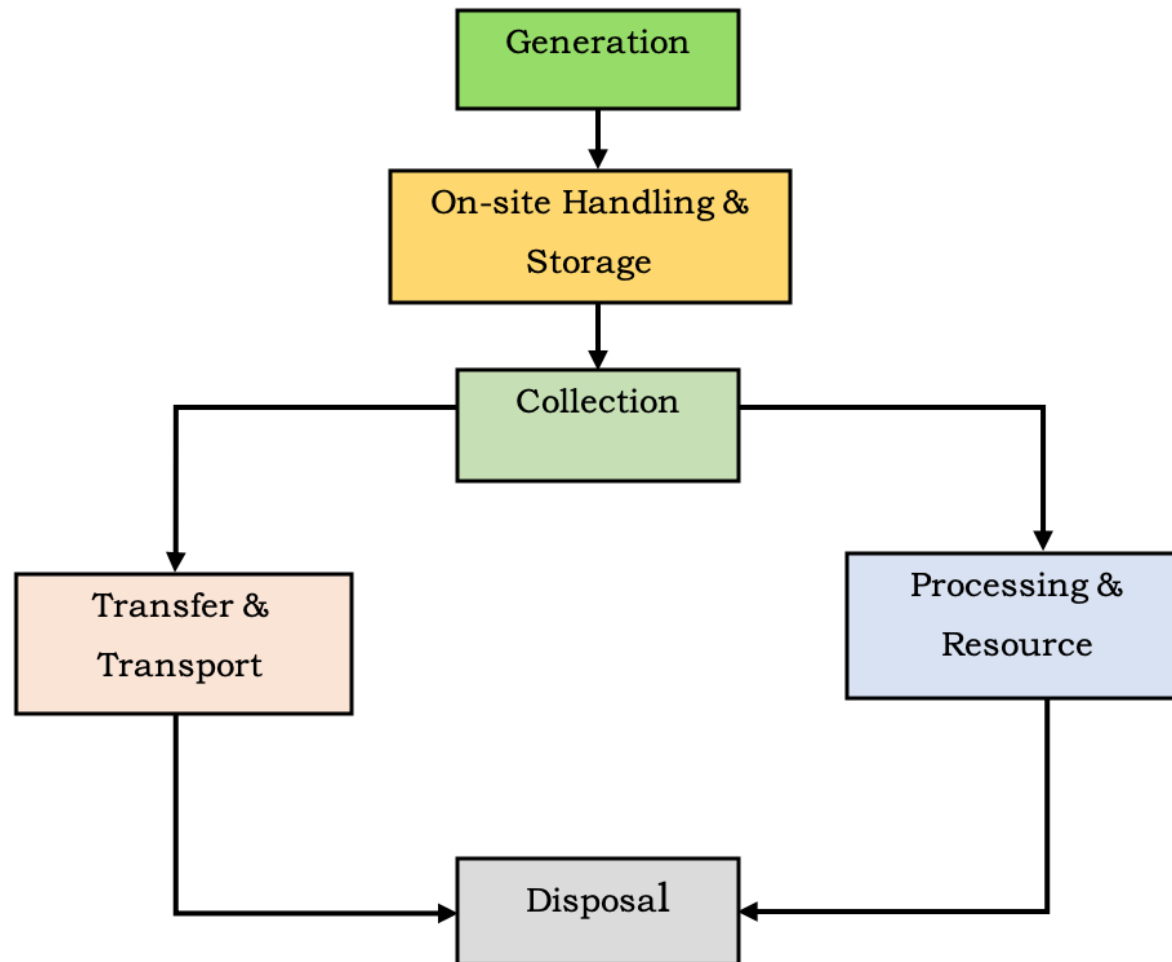 Generation
On-site Handling &
Storage
Collection
Transfer &
Transport
Processing &
Resource
Disposal